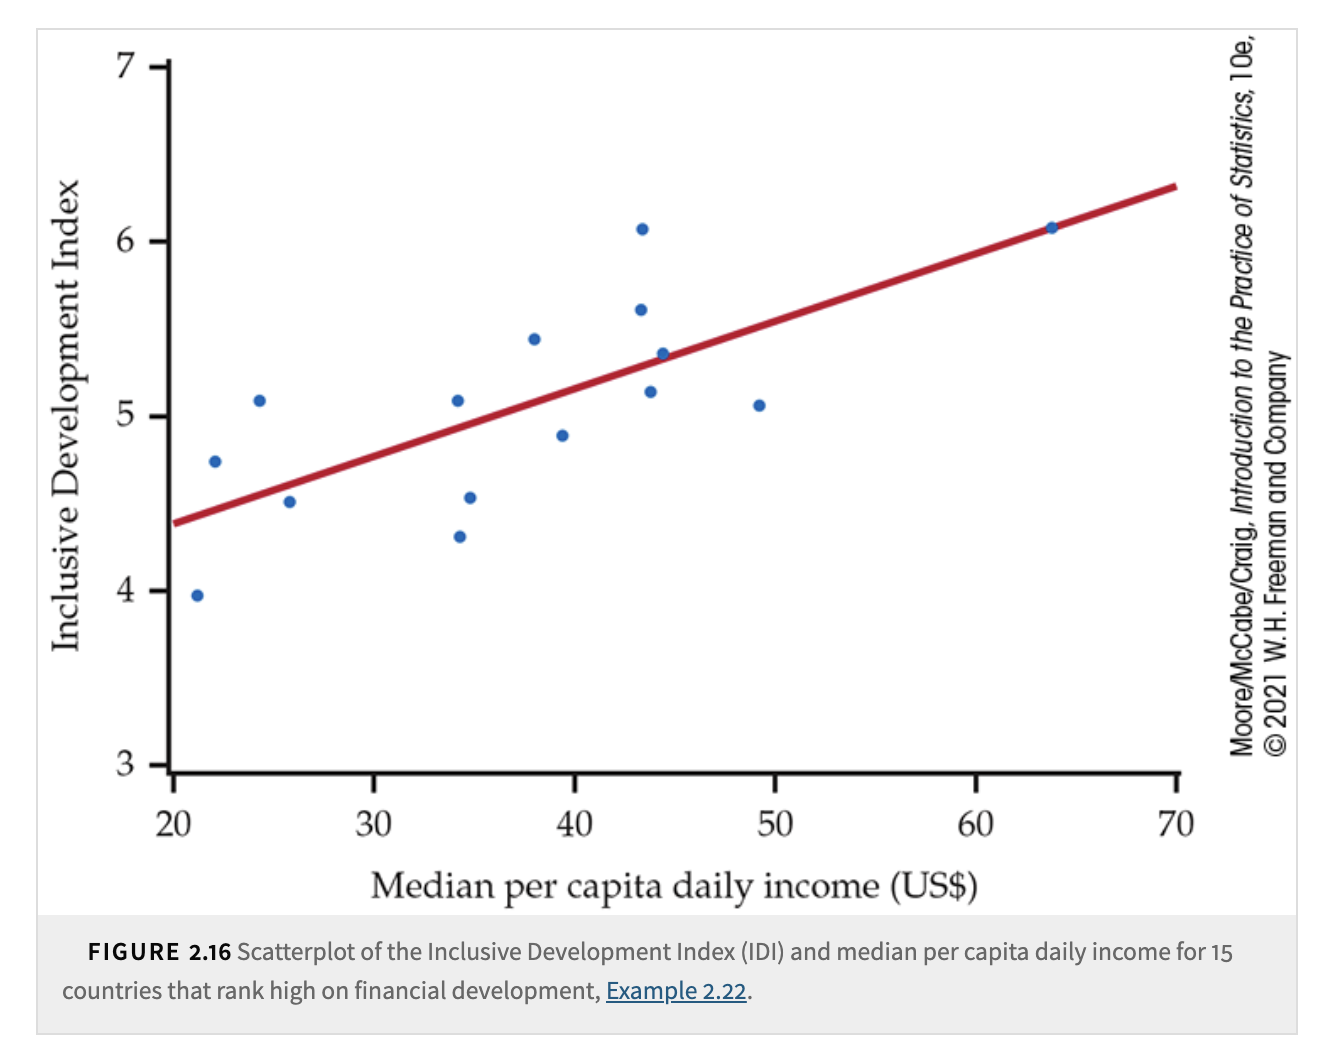 7
6
5
4
3
Inclusive Development Index
20 30 40 50 60 70
Median per capita daily income (US$)
Moore/McCabe/Craig, Introduction to the Practice of Statistics, 10e,
© 2021 W. H. Freeman and Company
FIGURE 2.16 Scatterplot of the Inclusive Development Index (IDI) and median per capita daily income for 15
countries that rank high on financial development, Example 2.22.